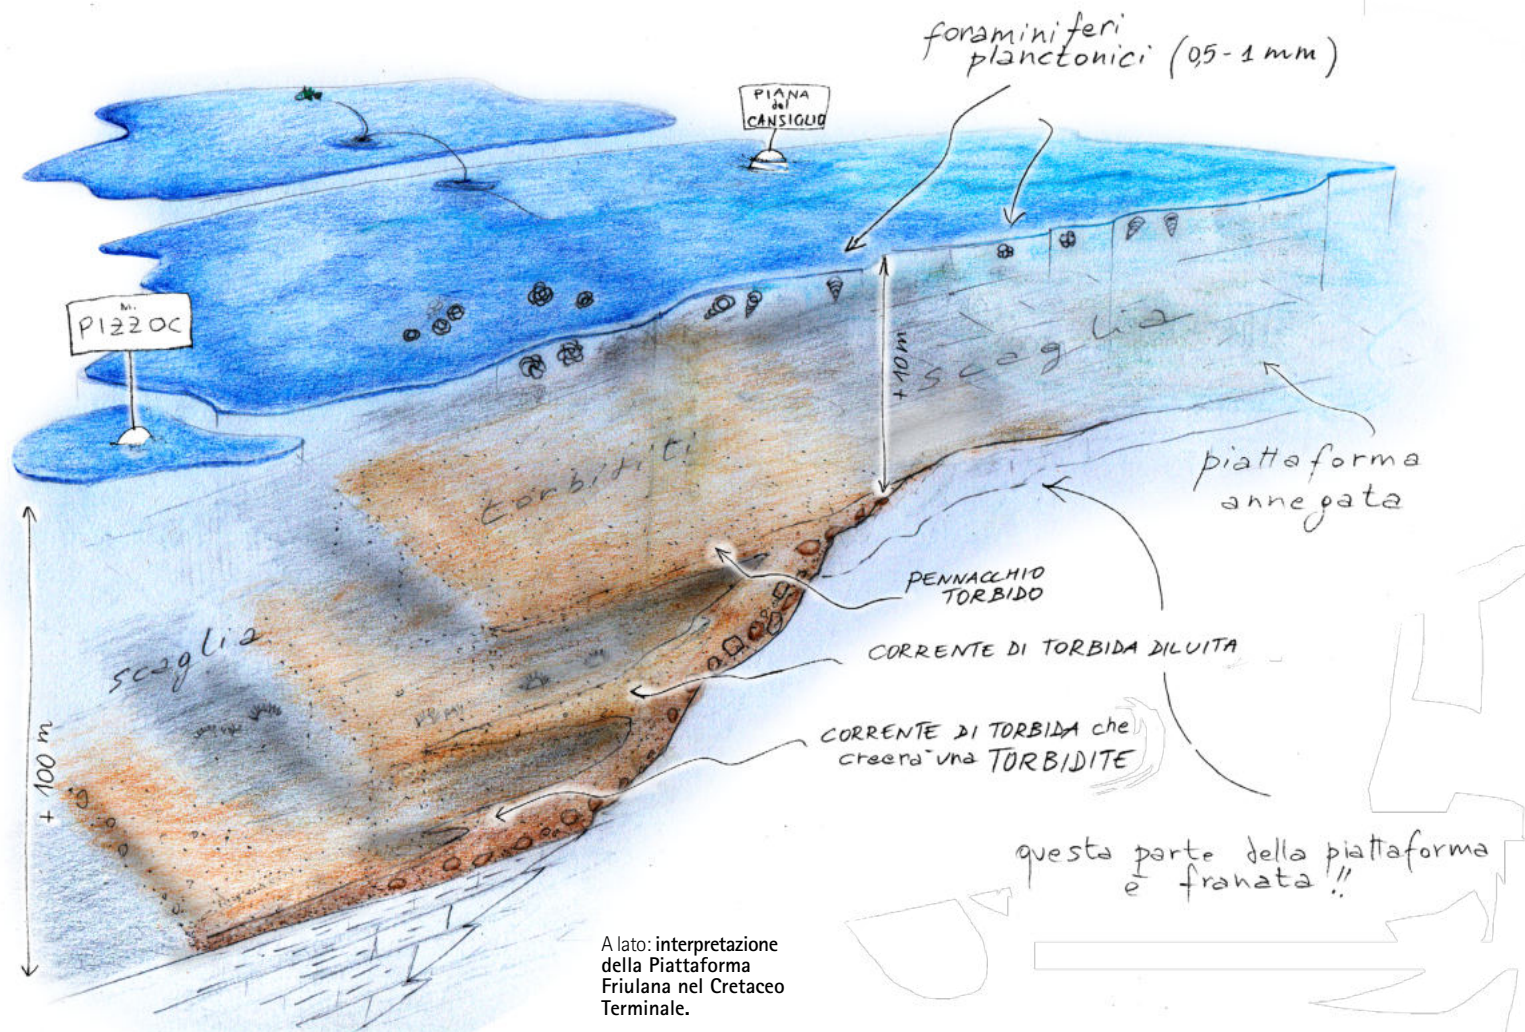 foraminiferi
planctonici (0,5-1 mm)
PIANA
del
CANSIGLIO
M.
PIZZOC
+ 10 m
scaglia
torbiditi
piattaforma
annegata
PENNACCHIO
TORBIDO
scaglia
CORRENTE DI TORBIDA DILUITA
CORRENTE DI TORBIDA che
creerà una TORBIDITE
+ 100 m
questa parte della piattaforma
è franata!!
A lato: interpretazione
della Piattaforma
Friulana nel Cretaceo
Terminale.